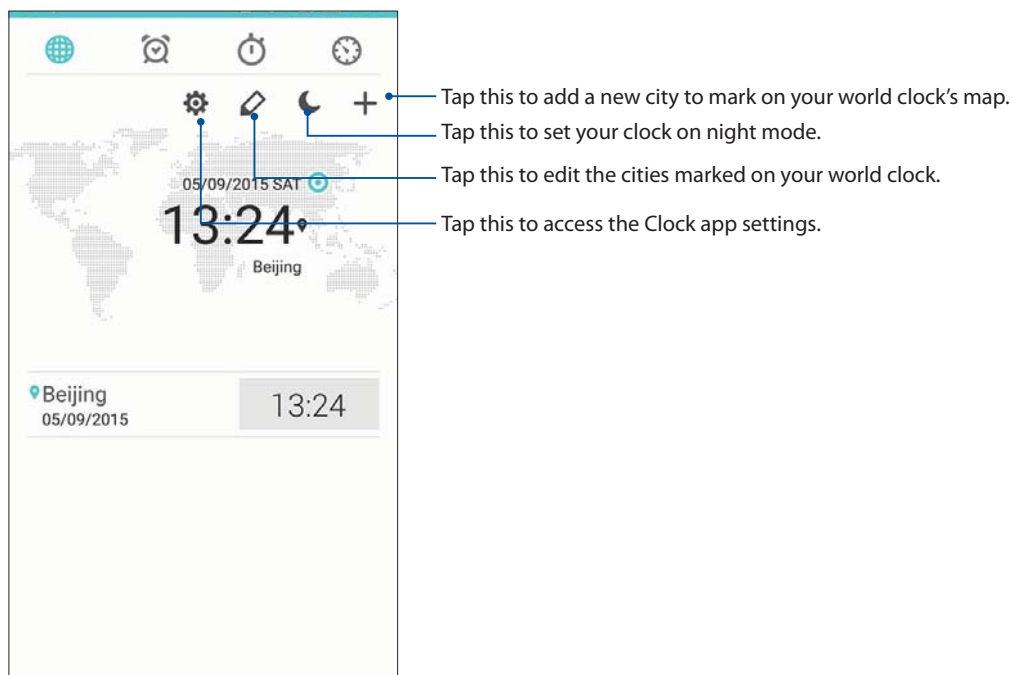 Tap this to add a new city to mark on your world clock’s map.
Tap this to set your clock on night mode.
Tap this to edit the cities marked on your world clock.
Tap this to access the Clock app settings.
05/09/2015 SAT
13:24
Beijing
Beijing
05/09/2015
13:24